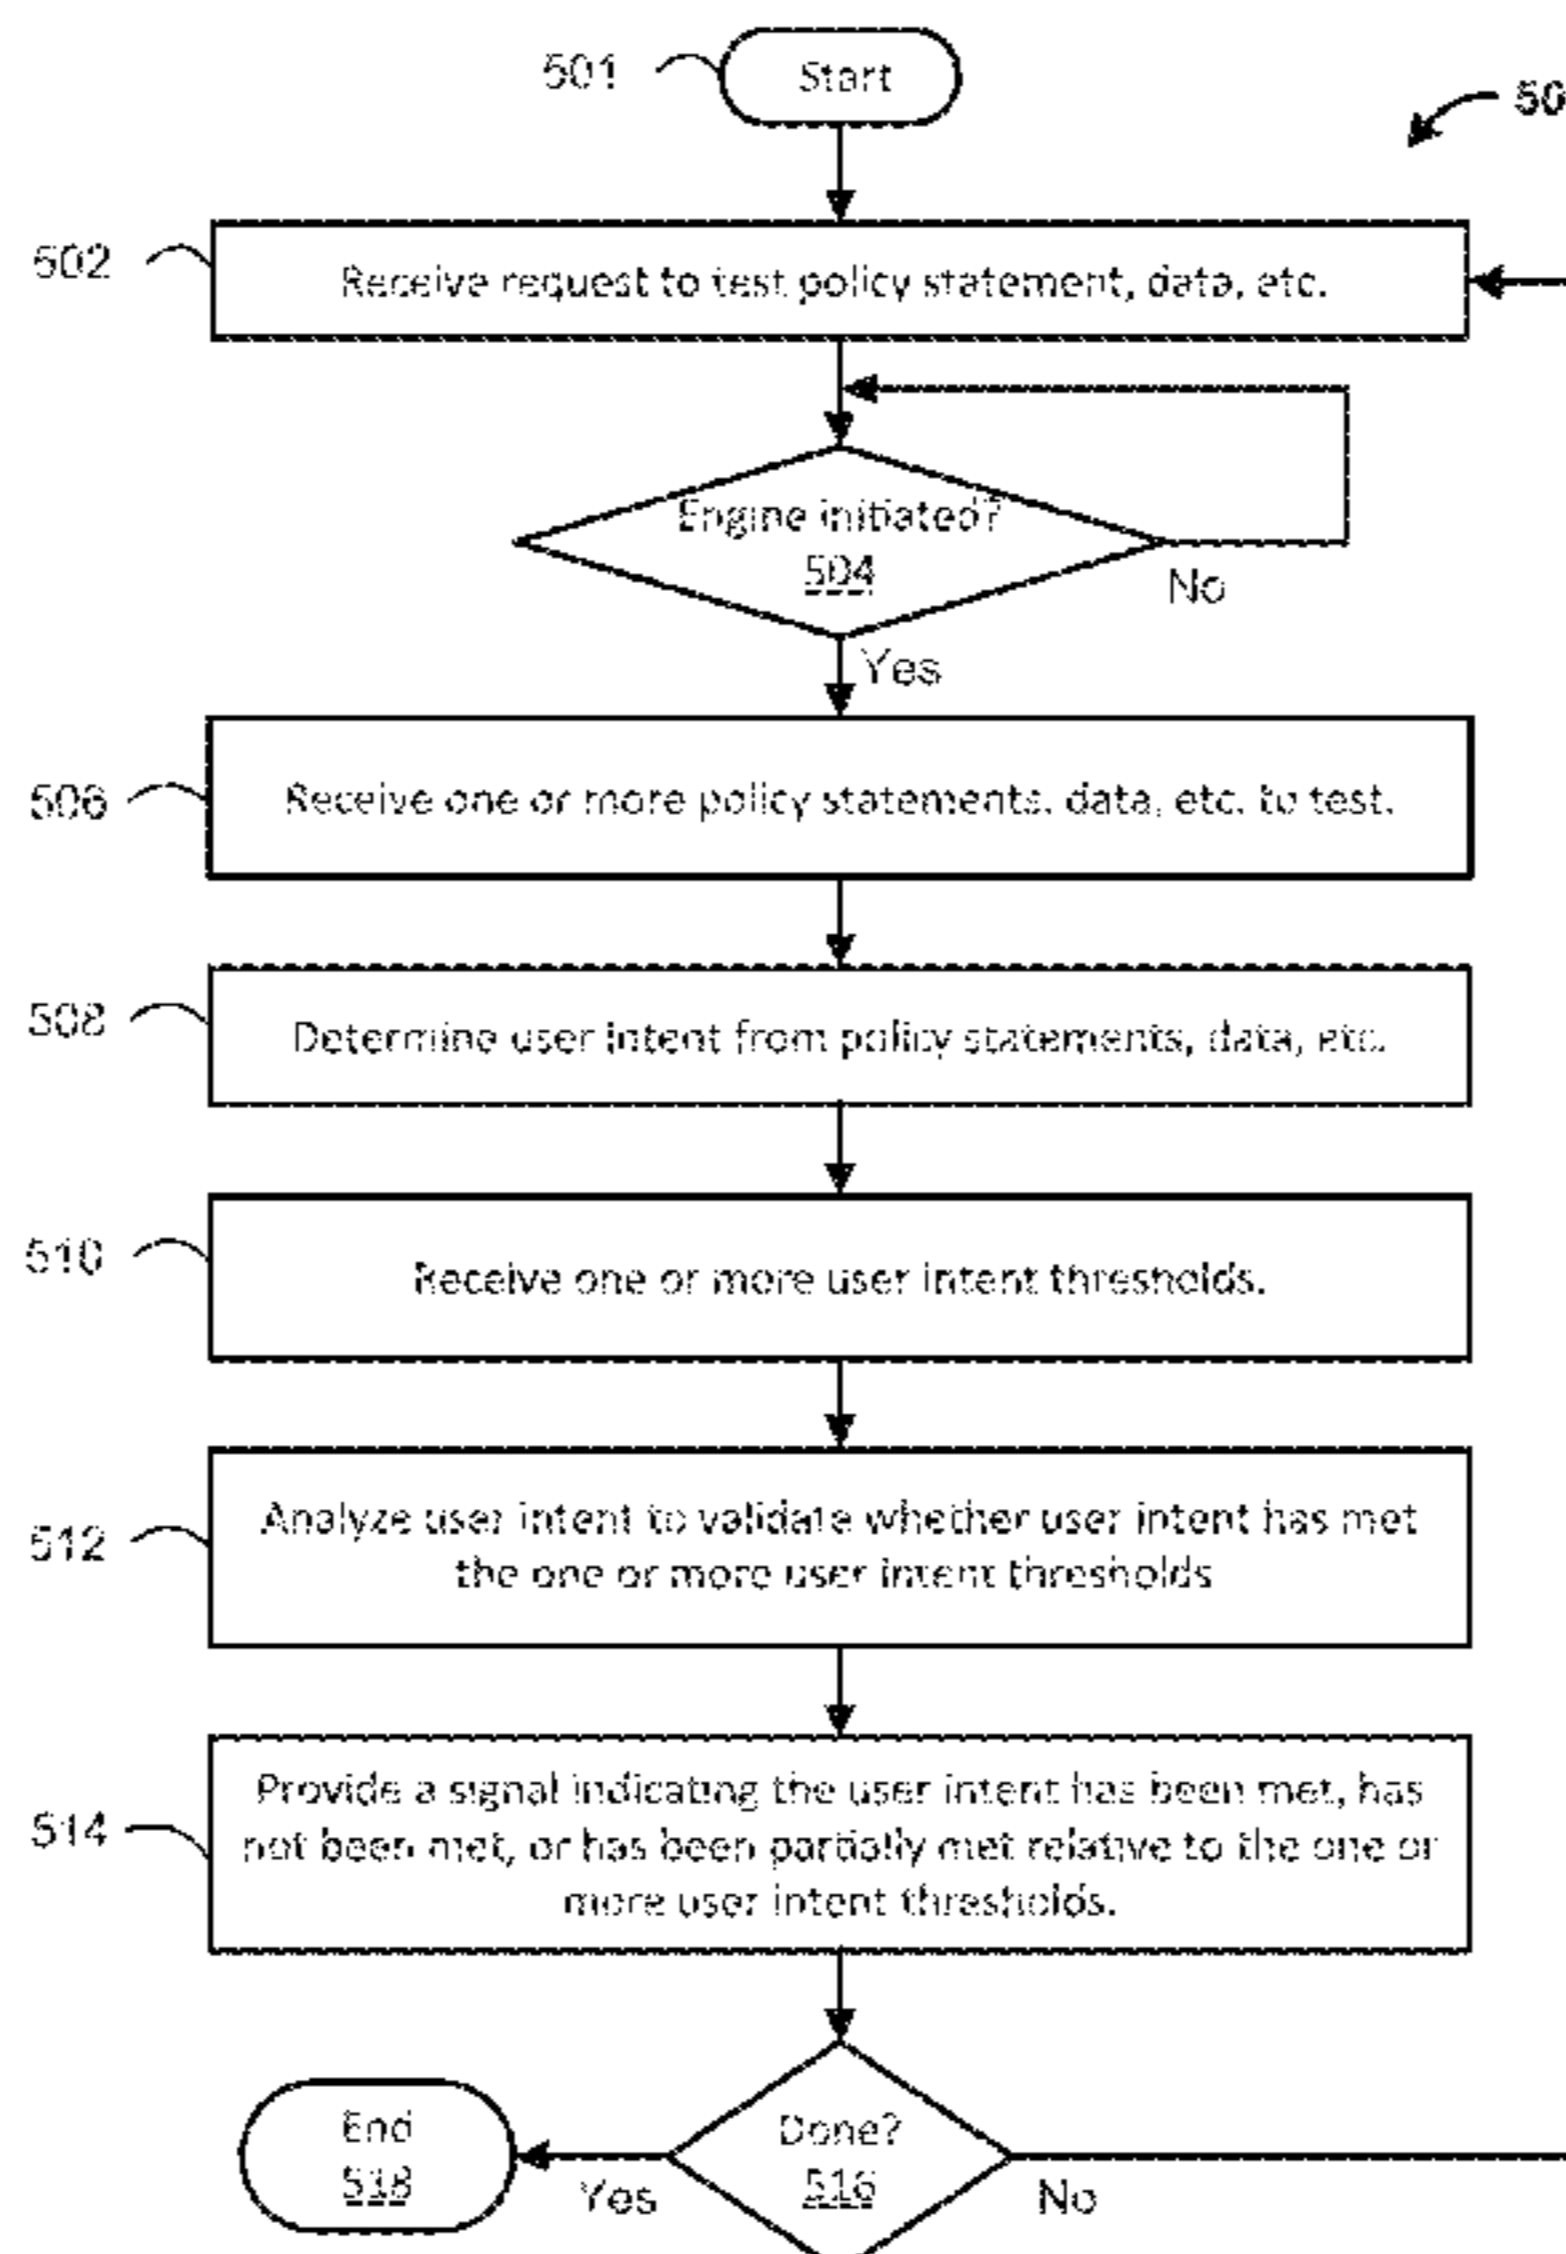 501
Start
50
502
Receive request to test policy statement, data, etc.
Engine initiated?
504
No
Yes
506
Receive one or more policy statements, data, etc. to test.
508
Determine user intent from policy statements, data, etc.
510
Receive one or more user intent thresholds.
512
Analyze user intent to validate whether user intent has met
the one or more user intent thresholds
514
Provide a signal indicating the user intent has been met, has
not been met, or has been partially met relative to the one or
more user intent thresholds.
End
518
Yes
Done?
516
No